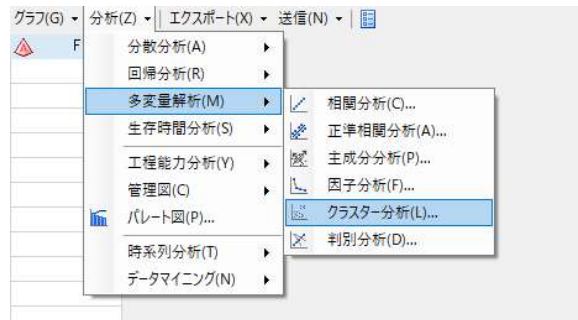 グラフ(G) 分析(Z) エクスポート(X) 送信(N)
F
分散分析(A)
回帰分析(R)
多変量解析(M)
生存時間分析(S)
工程能力分析(Y)
管理図(C)
パレート図(P)...
時系列分析(T)
データマイニング(N)
相関分析(C)...
正準相関分析(A)...
主成分分析(P)...
因子分析(F)...
クラスター分析(L)...
判別分析(D)...